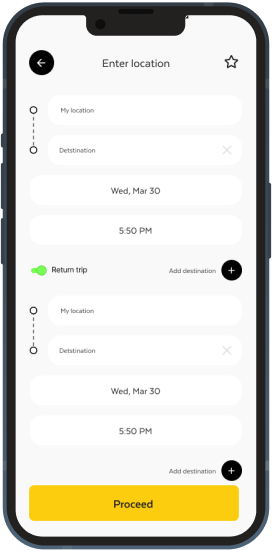 Enter location
My location
Detstination
Wed, Mar 30
5:50 PM
Return trip
Add destination
My location
Detstination
Wed, Mar 30
5:50 PM
Add destination
Proceed